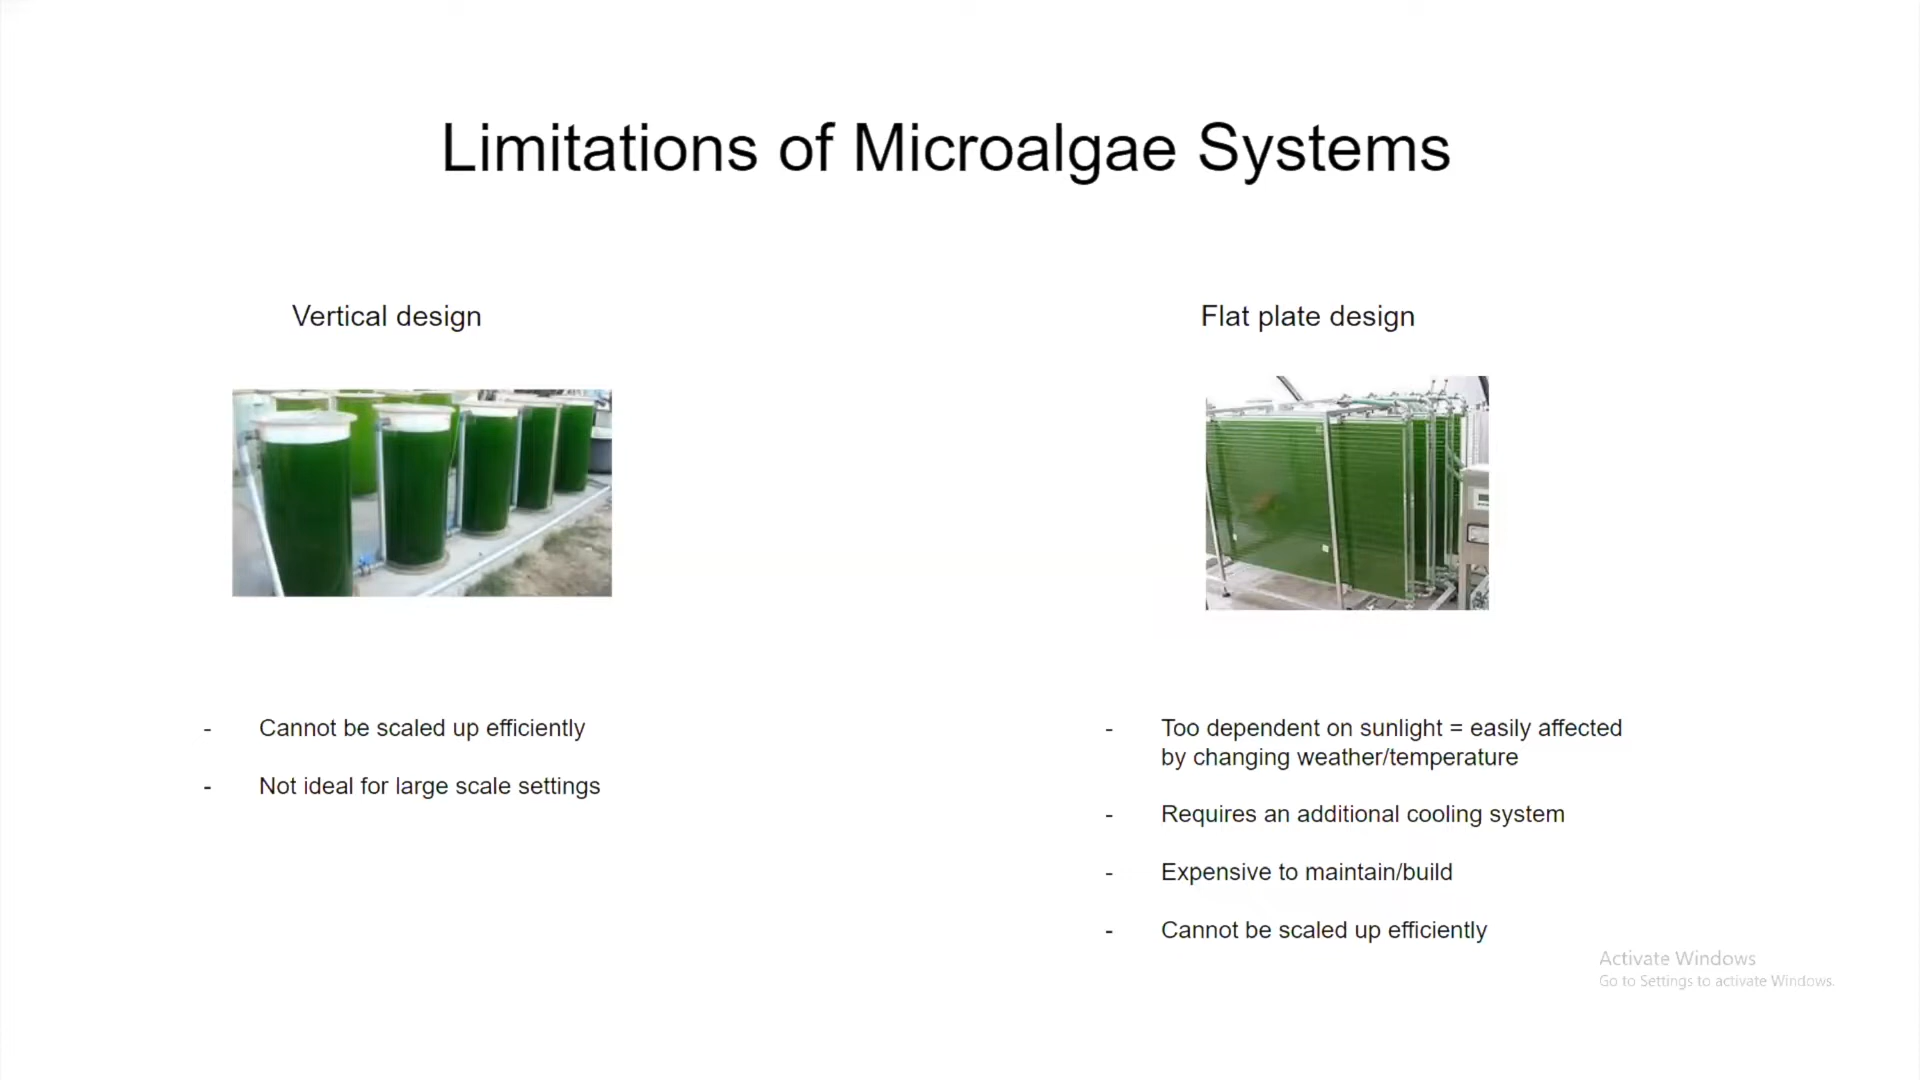 Limitations of Microalgae Systems
Vertical design
- Cannot be scaled up efficiently
- Not ideal for large scale settings
Flat plate design
- Too dependent on sunlight = easily affected
by changing weather/temperature
- Requires an additional cooling system
- Expensive to maintain/build
- Cannot be scaled up efficiently
Activate Windows
Go to Settings to activate Windows.